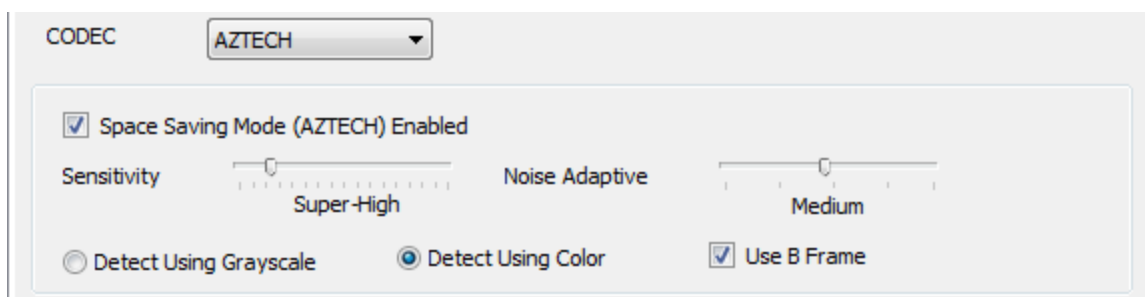 CODEC AZTECH
Space Saving Mode (AZTECH) Enabled
Sensitivity Noise Adaptive
Super-High Medium
Detect Using Grayscale Detect Using Color Use B Frame